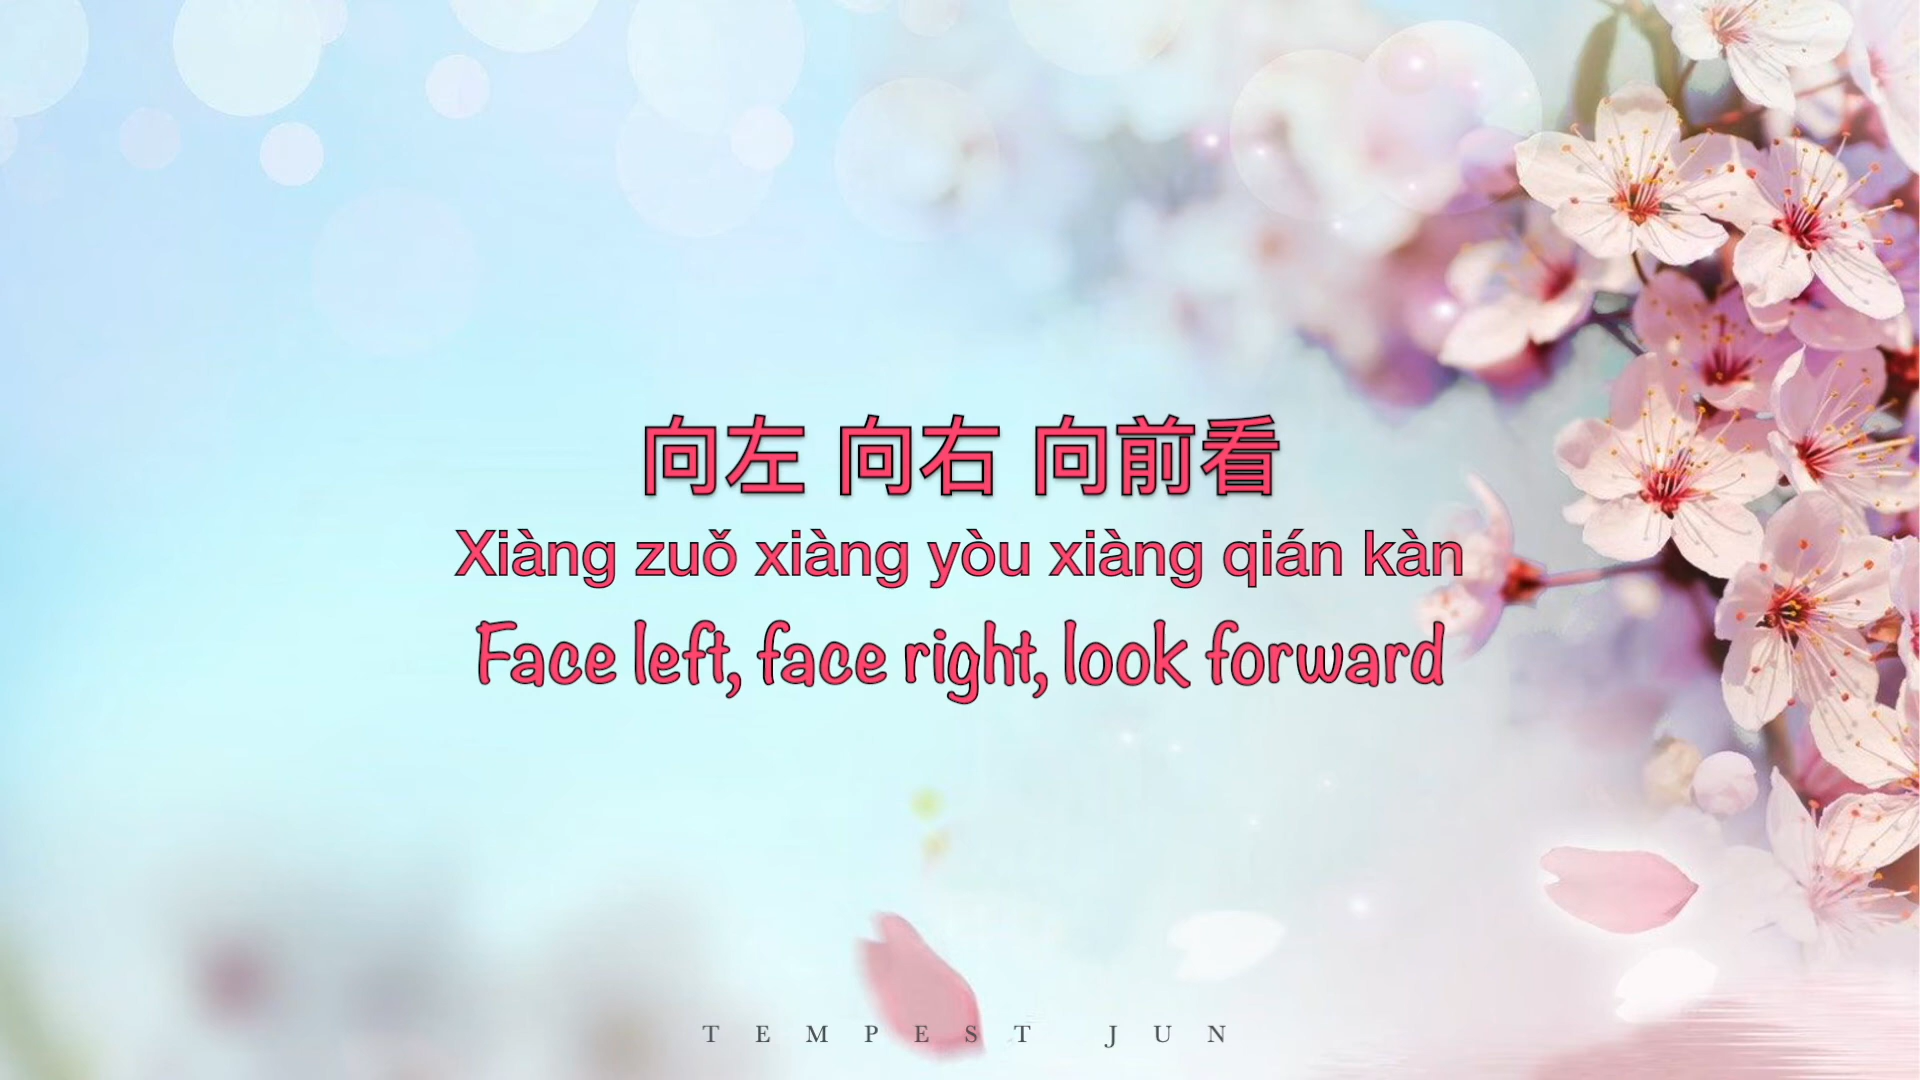 向左 向右 向前看
Xiàng zuǒ xiàng yòu xiàng qián kàn
Face left, face right, look forward
TEMPEST JUN